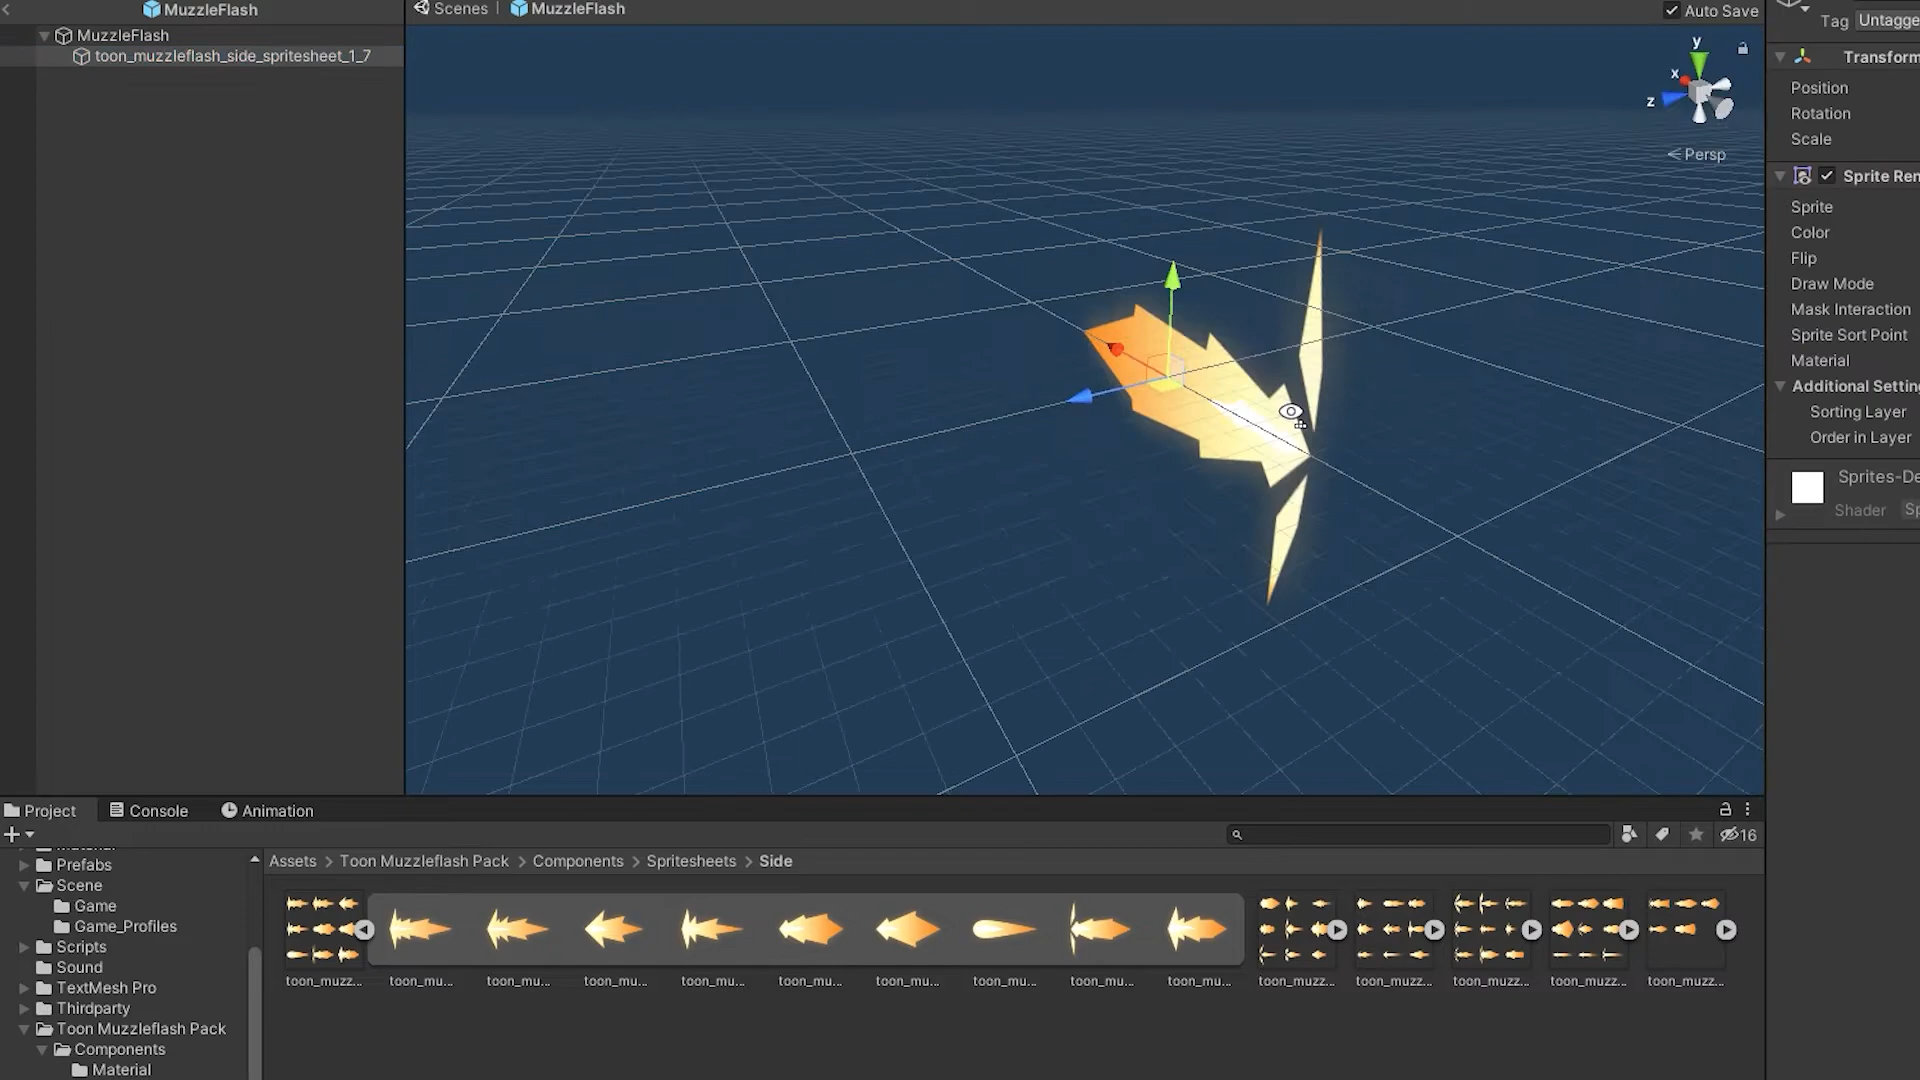 MuzzleFlash
Scenes | MuzzleFlash
Auto Save
MuzzleFlash
toon_muzzleflash_side_spritesheet_1_7
y
x
z
Persp
Tag Untagge
Transform
Position
Rotation
Scale
Sprite Ren
Sprite
Color
Flip
Draw Mode
Mask Interaction
Sprite Sort Point
Material
Additional Setting
Sorting Layer
Order in Layer
Sprites-De
Shader Sp
Project Console Animation
16
Prefabs
Scene
Game
Game_Profiles
Scripts
Sound
TextMesh Pro
Thirdparty
Toon Muzzleflash Pack
Components
Material
Assets > Toon Muzzleflash Pack > Components > Spritesheets > Side
toon_muzz... toon_mu... toon_mu... toon_mu... toon_mu... toon_mu... toon_mu... toon_mu... toon_mu... toon_mu... toon_muzz... toon_muzz... toon_muzz... toon_muzz... toon_muzz...